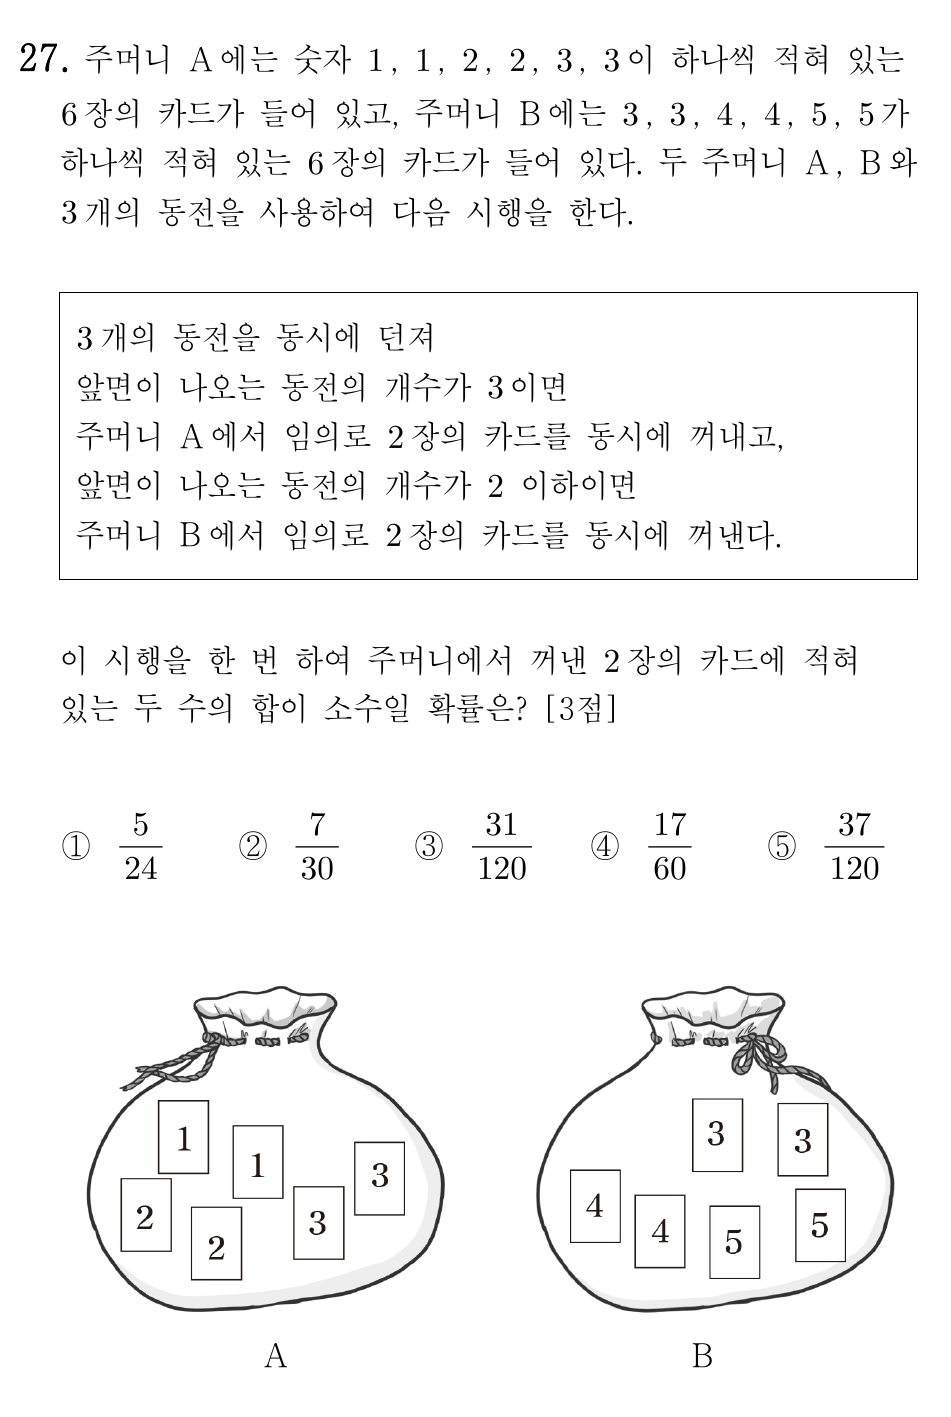 27. 주머니 A에는 숫자 1, 1, 2, 2, 3, 3이 하나씩 적혀 있는
6장의 카드가 들어 있고, 주머니 B에는 3, 3, 4, 4, 5, 5가
하나씩 적혀 있는 6장의 카드가 들어 있다. 두 주머니 A, B와
3개의 동전을 사용하여 다음 시행을 한다.
3개의 동전을 동시에 던져
앞면이 나오는 동전의 개수가 3이면
주머니 A에서 임의로 2장의 카드를 동시에 꺼내고,
앞면이 나오는 동전의 개수가 2 이하이면
주머니 B에서 임의로 2장의 카드를 동시에 꺼낸다.
이 시행을 한 번 하여 주머니에서 꺼낸 2장의 카드에 적혀
있는 두 수의 합이 소수일 확률은? [3점]
① 5/24 ② 7/30 ③ 31/120 ④ 17/60 ⑤ 37/120
1 1 3 2 2 3
3 3 4 4 5 5
A B